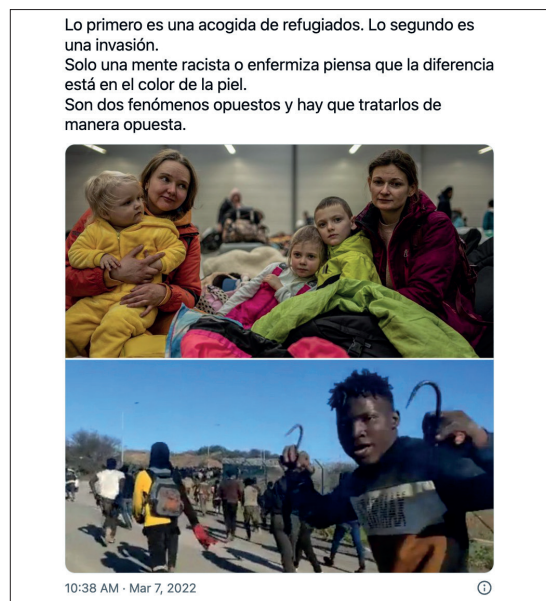 Lo primero es una acogida de refugiados. Lo segundo es
una invasión.
Solo una mente racista o enfermiza piensa que la diferencia
está en el color de la piel.
Son dos fenómenos opuestos y hay que tratarlos de
manera opuesta.
10:38 AM · Mar 7, 2022